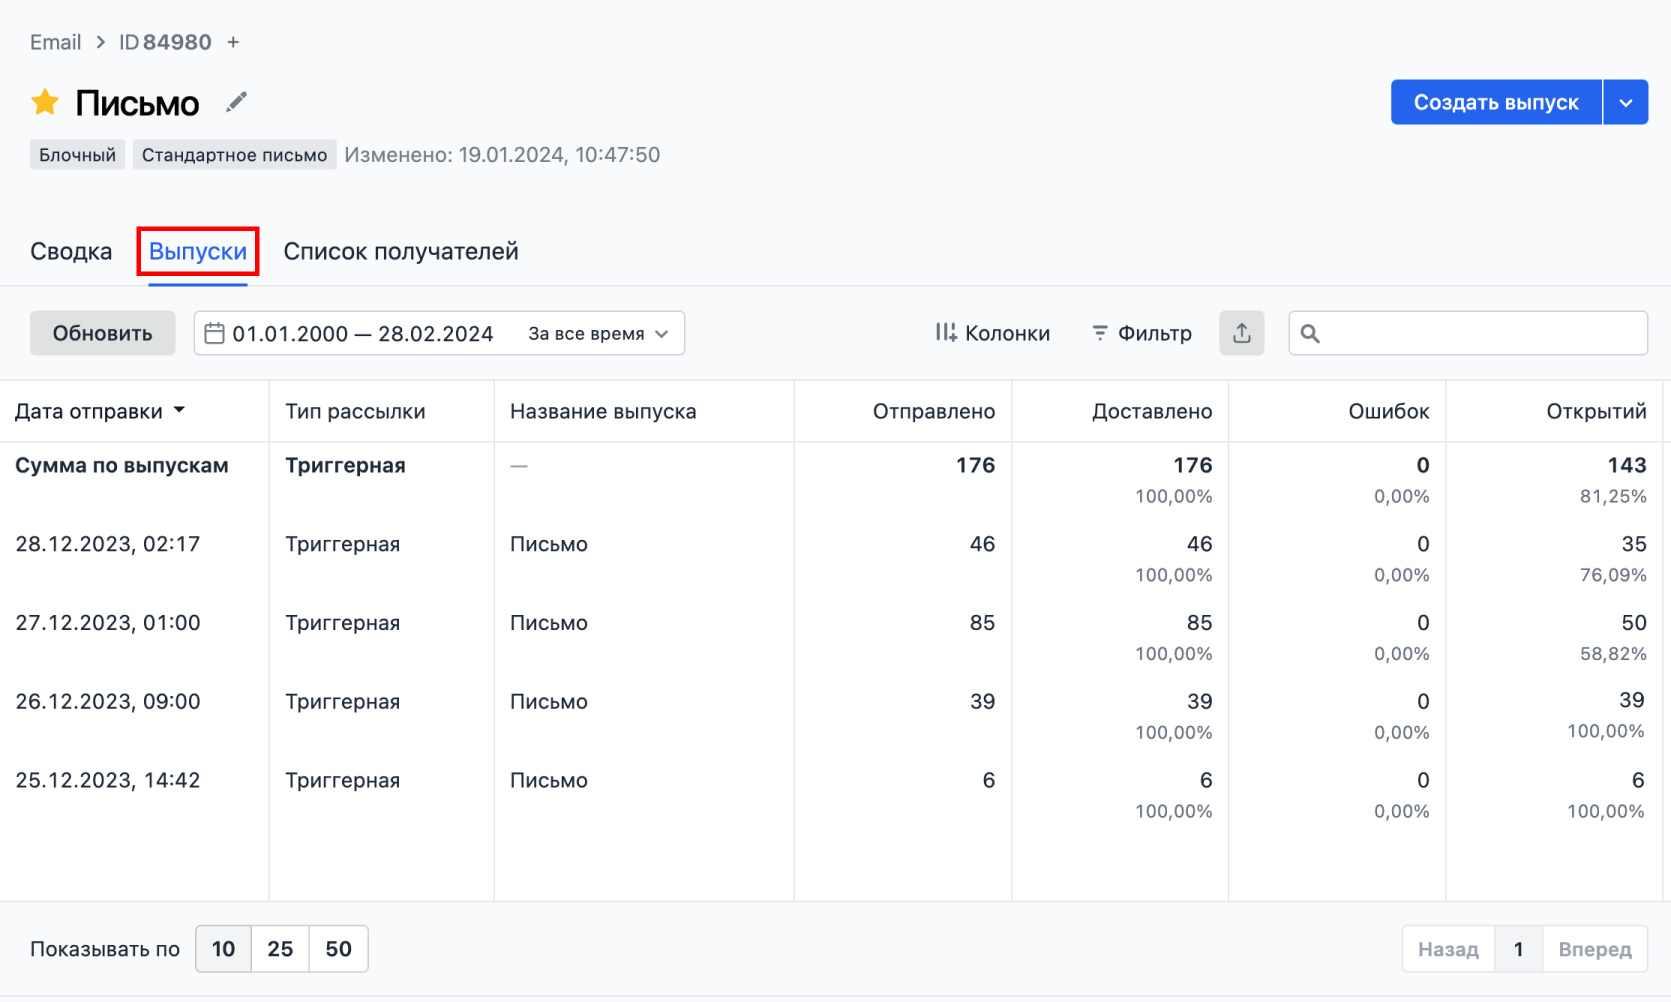 Email > ID 84980 +
Письмо
Создать выпуск
Блочный Стандартное письмо Изменено: 19.01.2024, 10:47:50
Сводка Выпуски Список получателей
Обновить 01.01.2000 — 28.02.2024 За все время Колонки Фильтр
Дата отправки Тип рассылки Название выпуска Отправлено Доставлено Ошибок Открытий
Сумма по выпускам Триггерная — 176 176 0 143
100,00% 0,00% 81,25%
28.12.2023, 02:17 Триггерная Письмо 46 46 0 35
100,00% 0,00% 76,09%
27.12.2023, 01:00 Триггерная Письмо 85 85 0 50
100,00% 0,00% 58,82%
26.12.2023, 09:00 Триггерная Письмо 39 39 0 39
100,00% 0,00% 100,00%
25.12.2023, 14:42 Триггерная Письмо 6 6 0 6
100,00% 0,00% 100,00%
Показывать по 10 25 50 Назад 1 Вперед